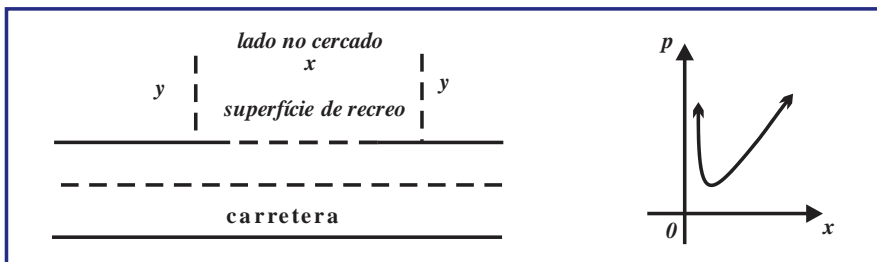 lado no cercado
x
y
y
superfície de recreo
carretera
p
0
x